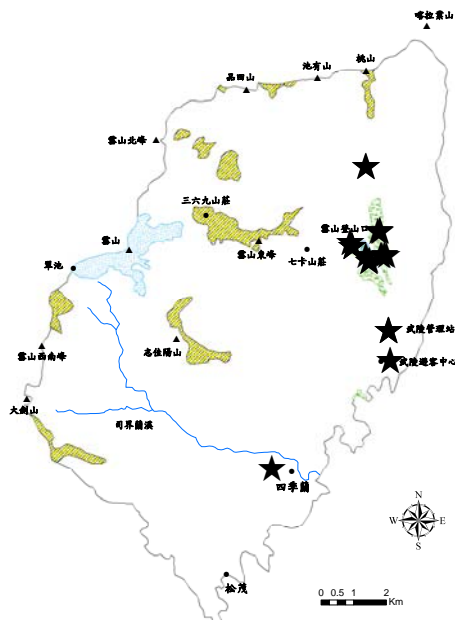 喀拉業山
桃山
池有山
品田山
雪山北峰
三六九山莊
雪山登山口
雪山
雪山東峰
七卡山莊
翠池
武陵管理站
志佳陽山
雪山西南峰
武陵遊客中心
大劍山
司界蘭溪
四季蘭
N
W
E
S
松茂
0 0.5 1 2
Km